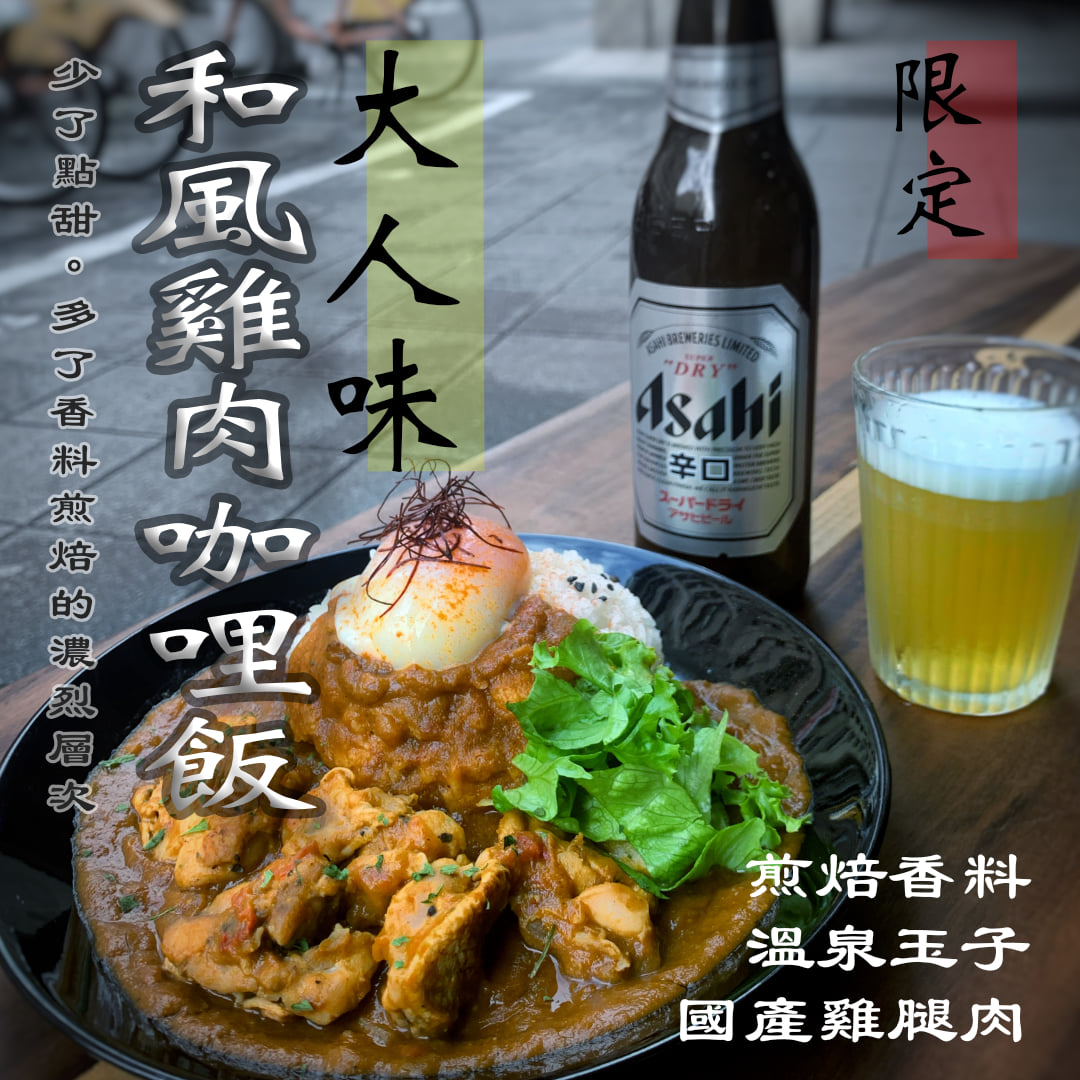 限定
大人味
和風雞肉咖哩飯
少了點甜。多了香料煎焙的濃烈層次
ASAHI BREWERIES LIMITED
SUPER
"DRY"
Asahi
辛口
スーパードライ
アサヒビール
煎焙香料
溫泉玉子
國產雞腿肉